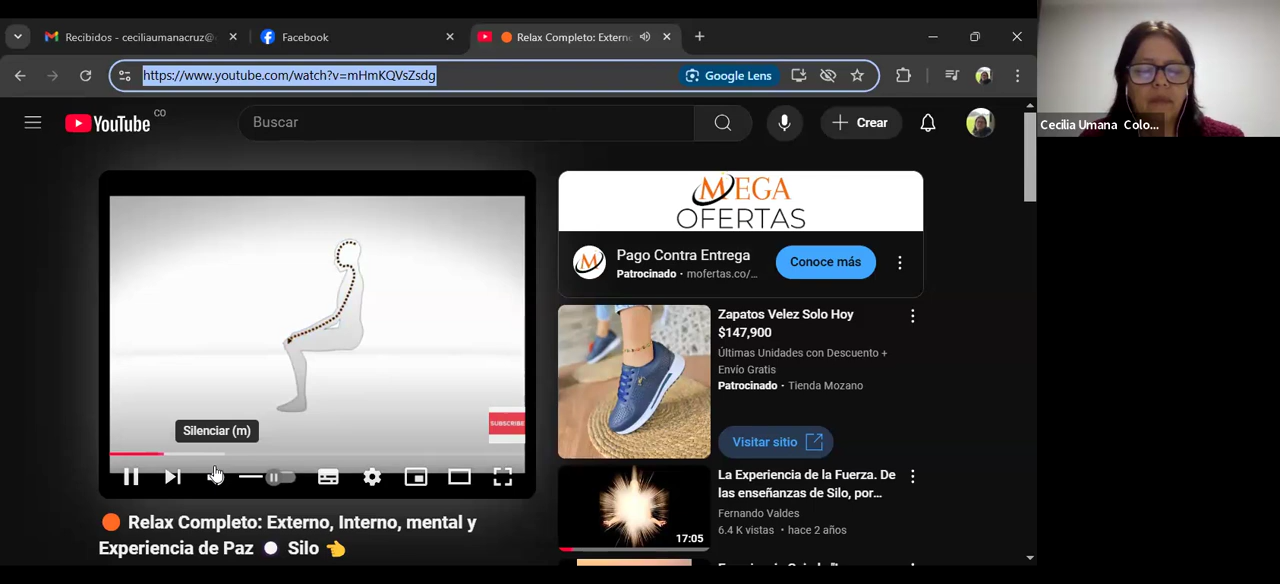 Recibidos - ceciliaumanacruz@
Facebook
Relax Completo: Extern
https://www.youtube.com/watch?v=mHmKQVsZsdg
Google Lens
YouTube CO
Buscar
Crear
Cecilia Umana Colo...
SUBSCRIBE
Silenciar (m)
Relax Completo: Externo, Interno, mental y
Experiencia de Paz Silo
MEGA
OFERTAS
Pago Contra Entrega
Patrocinado · mofertas.co/...
Conoce más
Zapatos Velez Solo Hoy
$147,900
Últimas Unidades con Descuento +
Envío Gratis
Patrocinado · Tienda Mozano
Visitar sitio
La Experiencia de la Fuerza. De
las enseñanzas de Silo, por...
Fernando Valdes
6.4 K vistas · hace 2 años
17:05